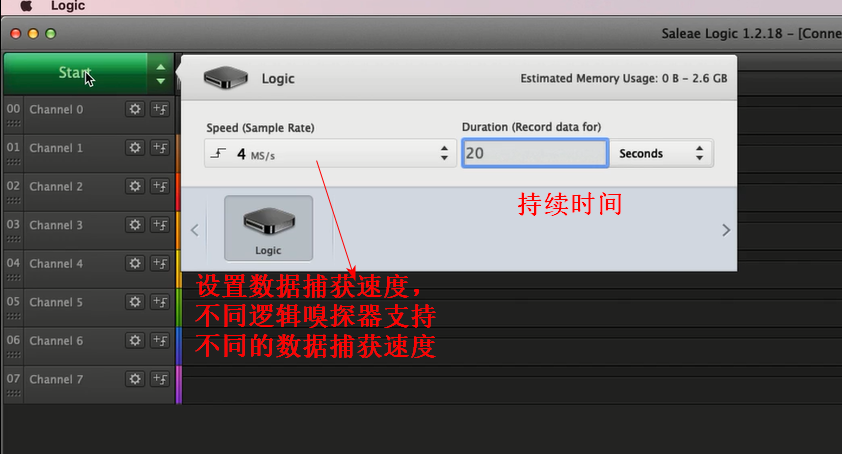 Logic
Saleae Logic 1.2.18 – [Conne
Start
Logic
Estimated Memory Usage: 0 B – 2.6 GB
Speed (Sample Rate)
Duration (Record data for)
4 MS/s
20
Seconds
持续时间
Logic
设置数据捕获速度，
不同逻辑嗅探器支持
不同的数据捕获速度
00 Channel 0
01 Channel 1
02 Channel 2
03 Channel 3
04 Channel 4
05 Channel 5
06 Channel 6
07 Channel 7